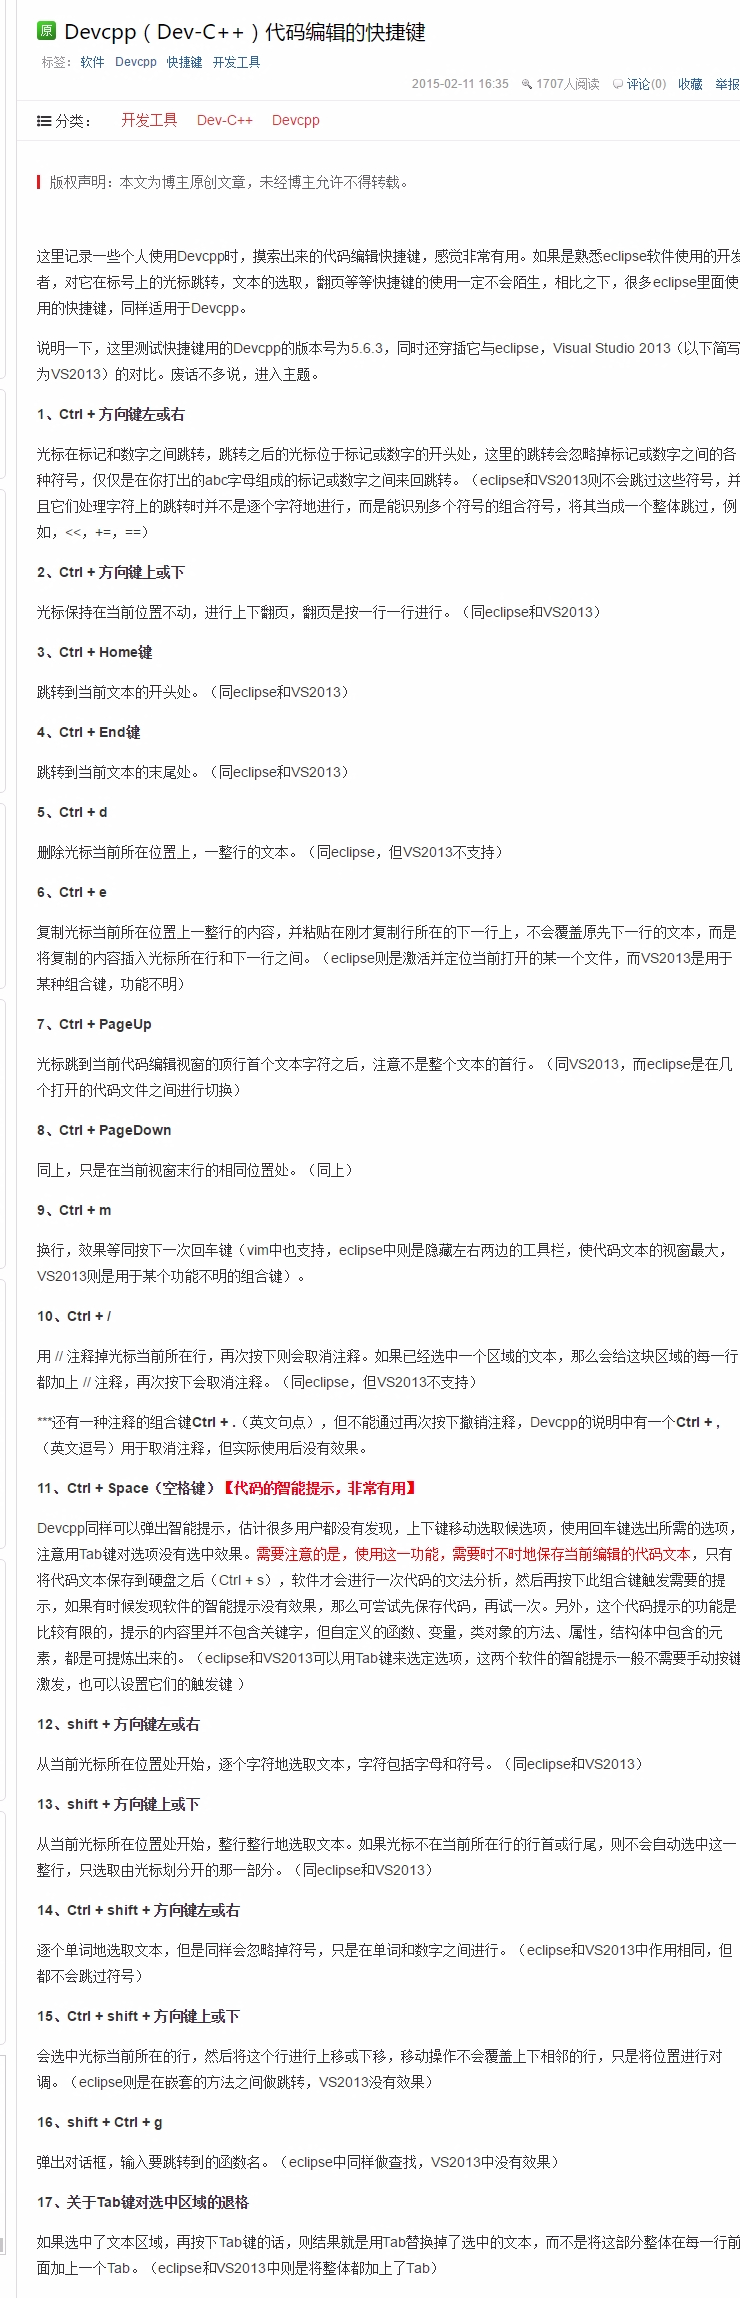 原 Devcpp（Dev-C++）代码编辑的快捷键
标签： 软件 Devcpp 快捷键 开发工具
2015-02-11 16:35 1707人阅读 评论(0) 收藏 举报
分类： 开发工具 Dev-C++ Devcpp
版权声明：本文为博主原创文章，未经博主允许不得转载。
这里记录一些个人使用Devcpp时，摸索出来的代码编辑快捷键，感觉非常有用。如果是熟悉eclipse软件使用的开发
者，对它在标号上的光标跳转，文本的选取，翻页等等快捷键的使用一定不会陌生，相比之下，很多eclipse里面使
用的快捷键，同样适用于Devcpp。
说明一下，这里测试快捷键用的Devcpp的版本号为5.6.3，同时还穿插它与eclipse，Visual Studio 2013（以下简写
为VS2013）的对比。废话不多说，进入主题。
1、Ctrl + 方向键左或右
光标在标记和数字之间跳转，跳转之后的光标位于标记或数字的开头处，这里的跳转会忽略掉标记或数字之间的各
种符号，仅仅是在你打出的abc字母组成的标记或数字之间来回跳转。（eclipse和VS2013则不会跳过这些符号，并
且它们处理字符上的跳转时并不是逐个字符地进行，而是能识别多个符号的组合符号，将其当成一个整体跳过，例
如，<<，+=，==）
2、Ctrl + 方向键上或下
光标保持在当前位置不动，进行上下翻页，翻页是按一行一行进行。（同eclipse和VS2013）
3、Ctrl + Home键
跳转到当前文本的开头处。（同eclipse和VS2013）
4、Ctrl + End键
跳转到当前文本的末尾处。（同eclipse和VS2013）
5、Ctrl + d
删除光标当前所在位置上，一整行的文本。（同eclipse，但VS2013不支持）
6、Ctrl + e
复制光标当前所在位置上一整行的内容，并粘贴在刚才复制行所在的下一行上，不会覆盖原先下一行的文本，而是
将复制的内容插入光标所在行和下一行之间。（eclipse则是激活并定位当前打开的某一个文件，而VS2013是用于
某种组合键，功能不明）
7、Ctrl + PageUp
光标跳到当前代码编辑视窗的顶行首个文本字符之后，注意不是整个文本的首行。（同VS2013，而eclipse是在几
个打开的代码文件之间进行切换）
8、Ctrl + PageDown
同上，只是在当前视窗末行的相同位置处。（同上）
9、Ctrl + m
换行，效果等同按下一次回车键（vim中也支持，eclipse中则是隐藏左右两边的工具栏，使代码文本的视窗最大，
VS2013则是用于某个功能不明的组合键）。
10、Ctrl + /
用 // 注释掉光标当前所在行，再次按下则会取消注释。如果已经选中一个区域的文本，那么会给这块区域的每一行
都加上 // 注释，再次按下会取消注释。（同eclipse，但VS2013不支持）
***还有一种注释的组合键Ctrl + .（英文句点），但不能通过再次按下撤销注释，Devcpp的说明中有一个Ctrl + ,
（英文逗号）用于取消注释，但实际使用后没有效果。
11、Ctrl + Space（空格键）【代码的智能提示，非常有用】
Devcpp同样可以弹出智能提示，估计很多用户都没有发现，上下键移动选取候选项，使用回车键选出所需的选项，
注意用Tab键对选项没有选中效果。需要注意的是，使用这一功能，需要时不时地保存当前编辑的代码文本，只有
将代码文本保存到硬盘之后（Ctrl + s），软件才会进行一次代码的文法分析，然后再按下此组合键触发需要的提
示，如果有时候发现软件的智能提示没有效果，那么可尝试先保存代码，再试一次。另外，这个代码提示的功能是
比较有限的，提示的内容里并不包含关键字，但自定义的函数、变量，类对象的方法、属性，结构体中包含的元
素，都是可提炼出来的。（eclipse和VS2013可以用Tab键来选定选项，这两个软件的智能提示一般不需要手动按键
激发，也可以设置它们的触发键 ）
12、shift + 方向键左或右
从当前光标所在位置处开始，逐个字符地选取文本，字符包括字母和符号。（同eclipse和VS2013）
13、shift + 方向键上或下
从当前光标所在位置处开始，整行整行地选取文本。如果光标不在当前所在行的行首或行尾，则不会自动选中这一
整行，只选取由光标划分开的那一部分。（同eclipse和VS2013）
14、Ctrl + shift + 方向键左或右
逐个单词地选取文本，但是同样会忽略掉符号，只是在单词和数字之间进行。（eclipse和VS2013中作用相同，但
都不会跳过符号）
15、Ctrl + shift + 方向键上或下
会选中光标当前所在的行，然后将这个行进行上移或下移，移动操作不会覆盖上下相邻的行，只是将位置进行对
调。（eclipse则是在嵌套的方法之间做跳转，VS2013没有效果）
16、shift + Ctrl + g
弹出对话框，输入要跳转到的函数名。（eclipse中同样做查找，VS2013中没有效果）
17、关于Tab键对选中区域的退格
如果选中了文本区域，再按下Tab键的话，则结果就是用Tab替换掉了选中的文本，而不是将这部分整体在每一行前
面加上一个Tab。（eclipse和VS2013中则是将整体都加上了Tab）